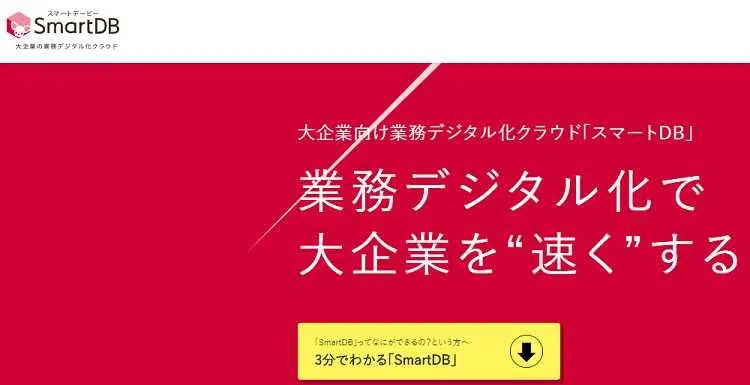 スマートデービー
SmartDB
大企業の業務デジタル化クラウド
大企業向け業務デジタル化クラウド「スマートDB」
業務デジタル化で
大企業を“速く”する
「SmartDB」ってなにができるの?という方へ
3分でわかる「SmartDB」